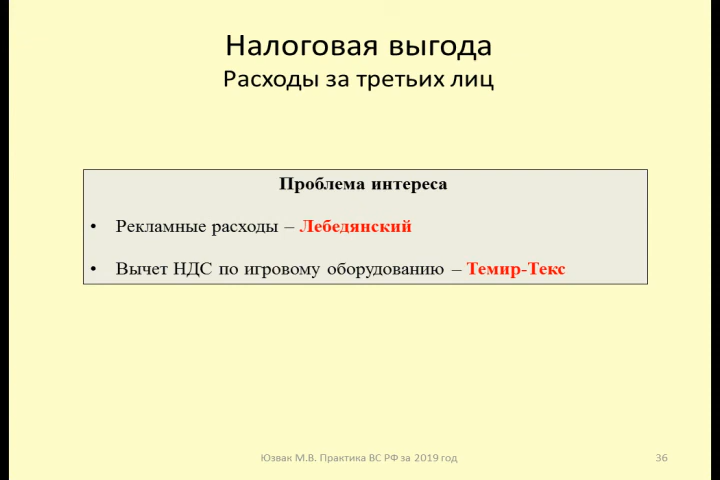 Налоговая выгода
Расходы за третьих лиц
Проблема интереса
• Рекламные расходы – Лебедянский
• Вычет НДС по игровому оборудованию – Темир-Текс
Юзвак М.В. Практика ВС РФ за 2019 год
36